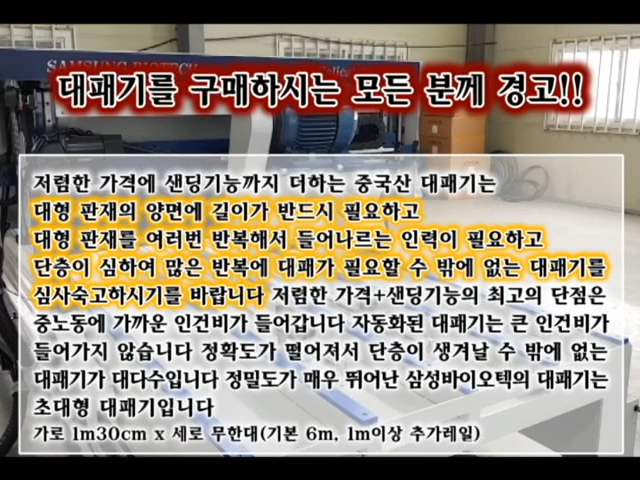 SAMSUNG BIOTECH
대패기를 구매하시는 모든 분께 경고!!
저렴한 가격에 샌딩기능까지 더하는 중국산 대패기는
대형 판재의 양면에 길이가 반드시 필요하고
대형 판재를 여러번 반복해서 들어나르는 인력이 필요하고
단층이 심하여 많은 반복에 대패가 필요할 수 밖에 없는 대패기를
심사숙고하시기를 바랍니다 저렴한 가격+샌딩기능의 최고의 단점은
중노동에 가까운 인건비가 들어갑니다 자동화된 대패기는 큰 인건비가
들어가지 않습니다 정확도가 떨어져서 단층이 생겨날 수 밖에 없는
대패기가 대다수입니다 정밀도가 매우 뛰어난 삼성바이오텍의 대패기는
초대형 대패기입니다
가로 1m30cm x 세로 무한대(기본 6m, 1m이상 추가레일)